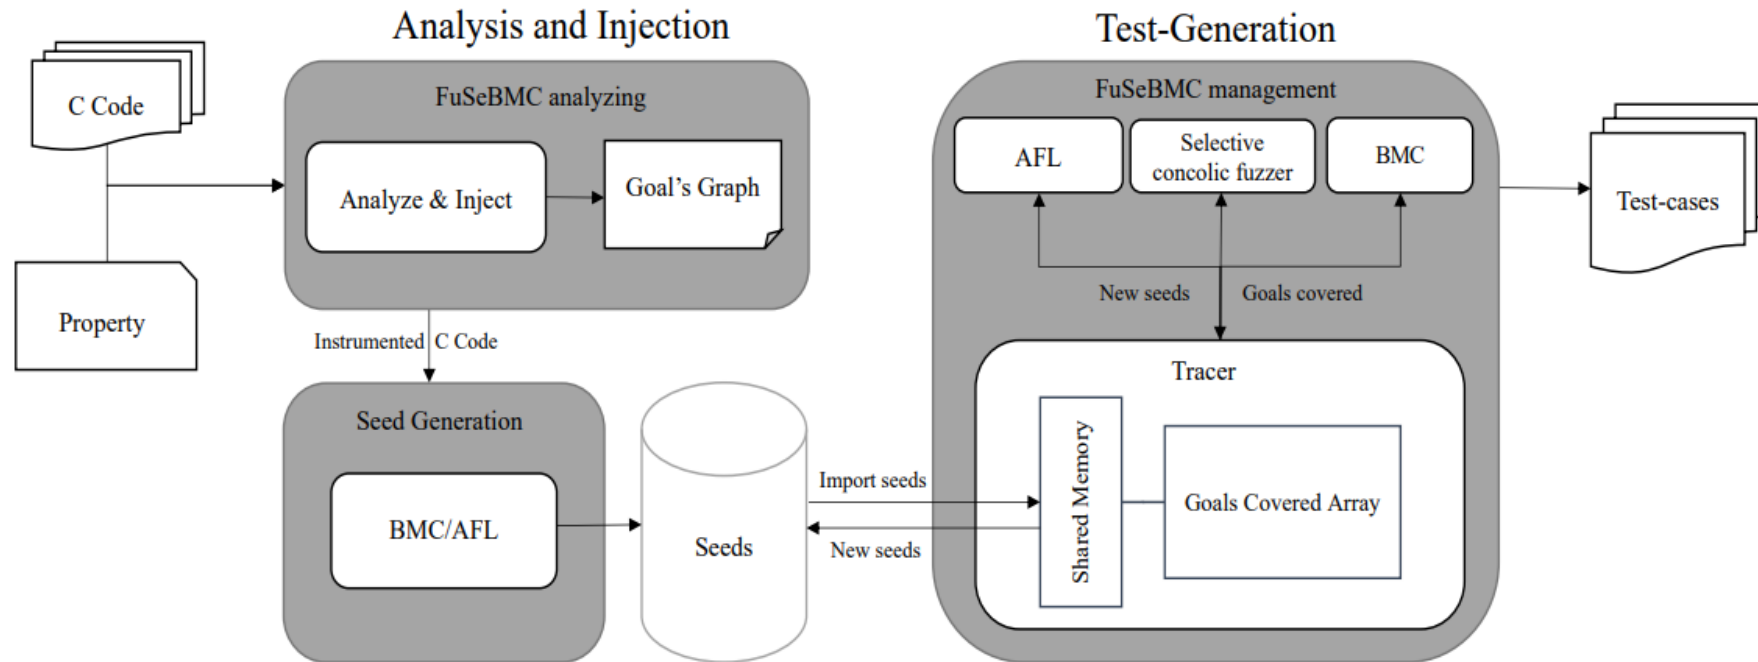 Analysis and Injection
Test-Generation
C Code
FuSeBMC analyzing
FuSeBMC management
AFL
Selective
concolic fuzzer
BMC
Analyze & Inject
Goal's Graph
Test-cases
New seeds
Goals covered
Property
Instrumented C Code
Tracer
Seed Generation
Shared Memory
Import seeds
Goals Covered Array
BMC/AFL
Seeds
New seeds